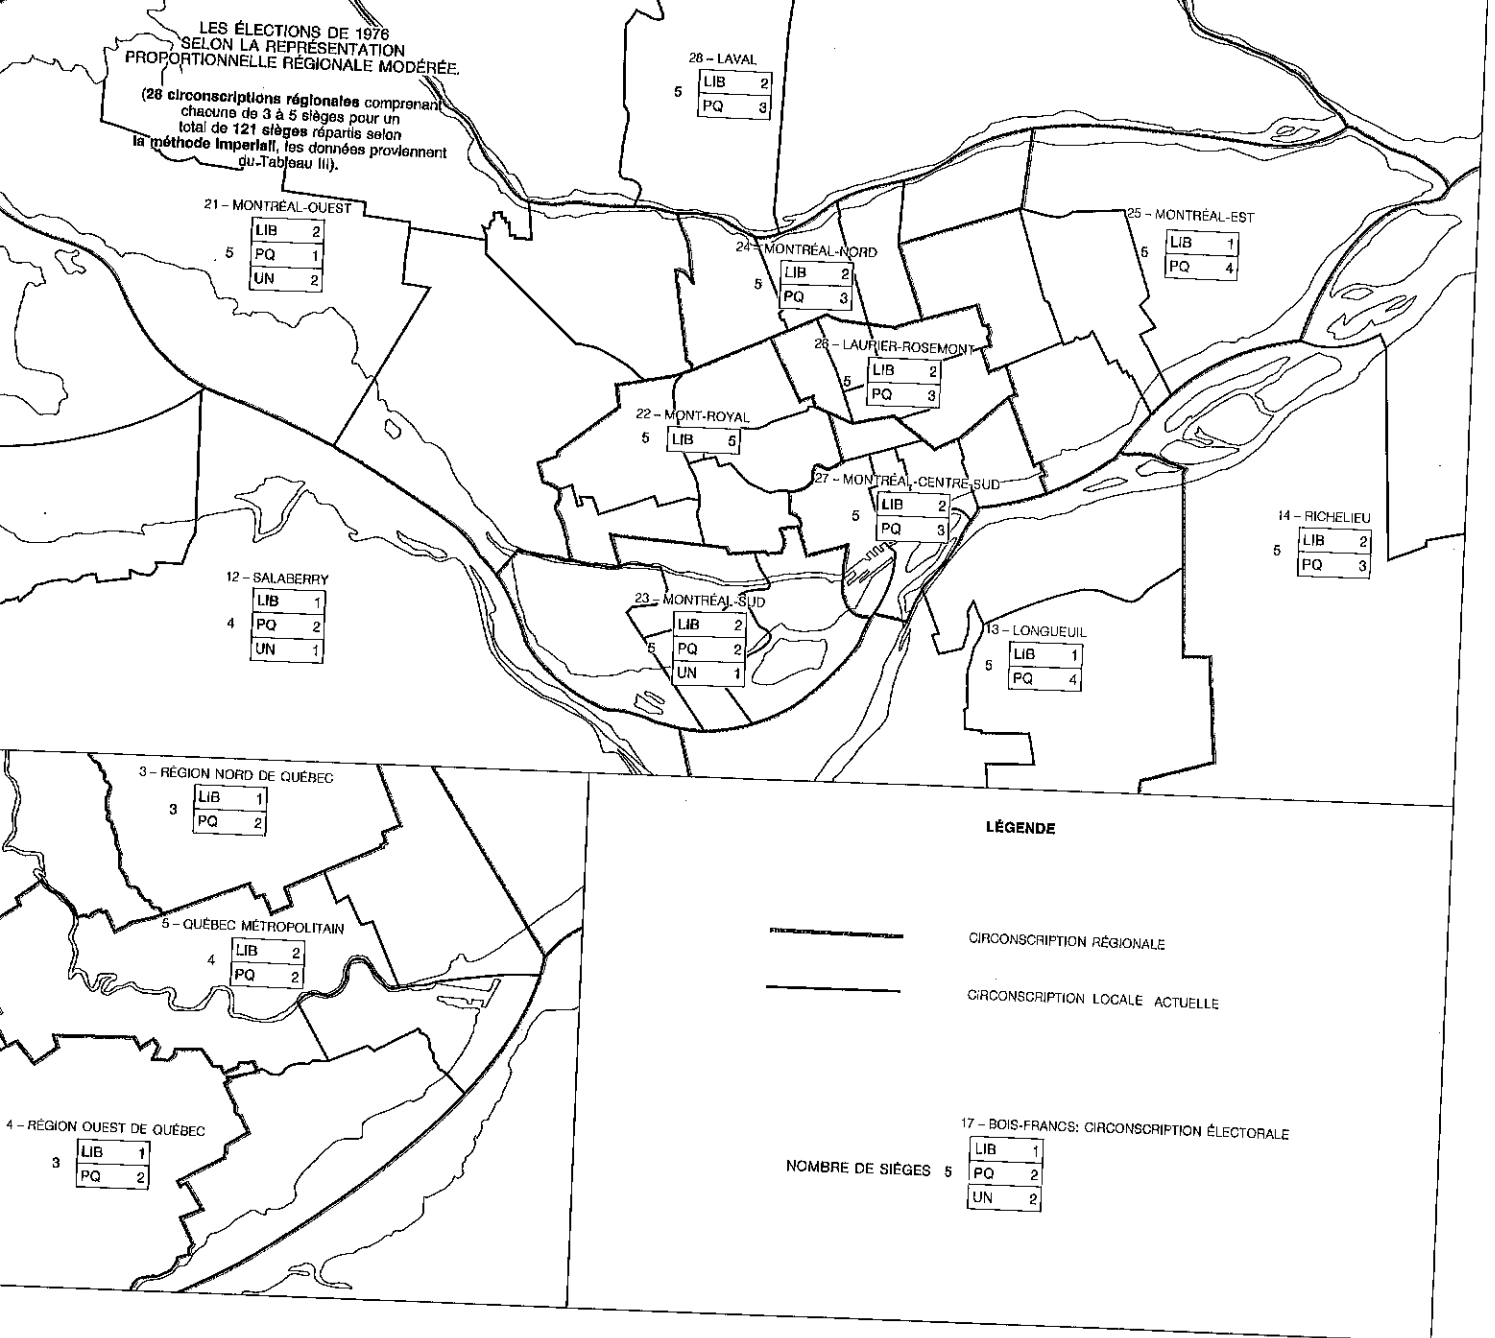 LES ÉLECTIONS DE 1976
SELON LA REPRÉSENTATION
PROPORTIONNELLE RÉGIONALE MODÉRÉE.
(28 circonscriptions régionales comprenant
chacune de 3 à 5 sièges pour un
total de 121 sièges répartis selon
la méthode Imperiali, les données proviennent
du Tableau III).
28 – LAVAL
5
LIB 2
PQ 3
21 – MONTRÉAL-OUEST
5
LIB 2
PQ 1
UN 2
24 – MONTRÉAL-NORD
5
LIB 2
PQ 3
25 – MONTRÉAL-EST
5
LIB 1
PQ 4
26 – LAURIER-ROSEMONT
5
LIB 2
PQ 3
22 – MONT-ROYAL
5
LIB 5
27 – MONTRÉAL-CENTRE-SUD
5
LIB 2
PQ 3
14 – RICHELIEU
5
LIB 2
PQ 3
12 – SALABERRY
4
LIB 1
PQ 2
UN 1
23 – MONTRÉAL-SUD
5
LIB 2
PQ 2
UN 1
13 – LONGUEUIL
5
LIB 1
PQ 4
3 – RÉGION NORD DE QUÉBEC
3
LIB 1
PQ 2
5 – QUÉBEC MÉTROPOLITAIN
4
LIB 2
PQ 2
4 – RÉGION OUEST DE QUÉBEC
3
LIB 1
PQ 2
LÉGENDE
CIRCONSCRIPTION RÉGIONALE
CIRCONSCRIPTION LOCALE ACTUELLE
17 – BOIS-FRANCS: CIRCONSCRIPTION ÉLECTORALE
NOMBRE DE SIÈGES 5
LIB 1
PQ 2
UN 2